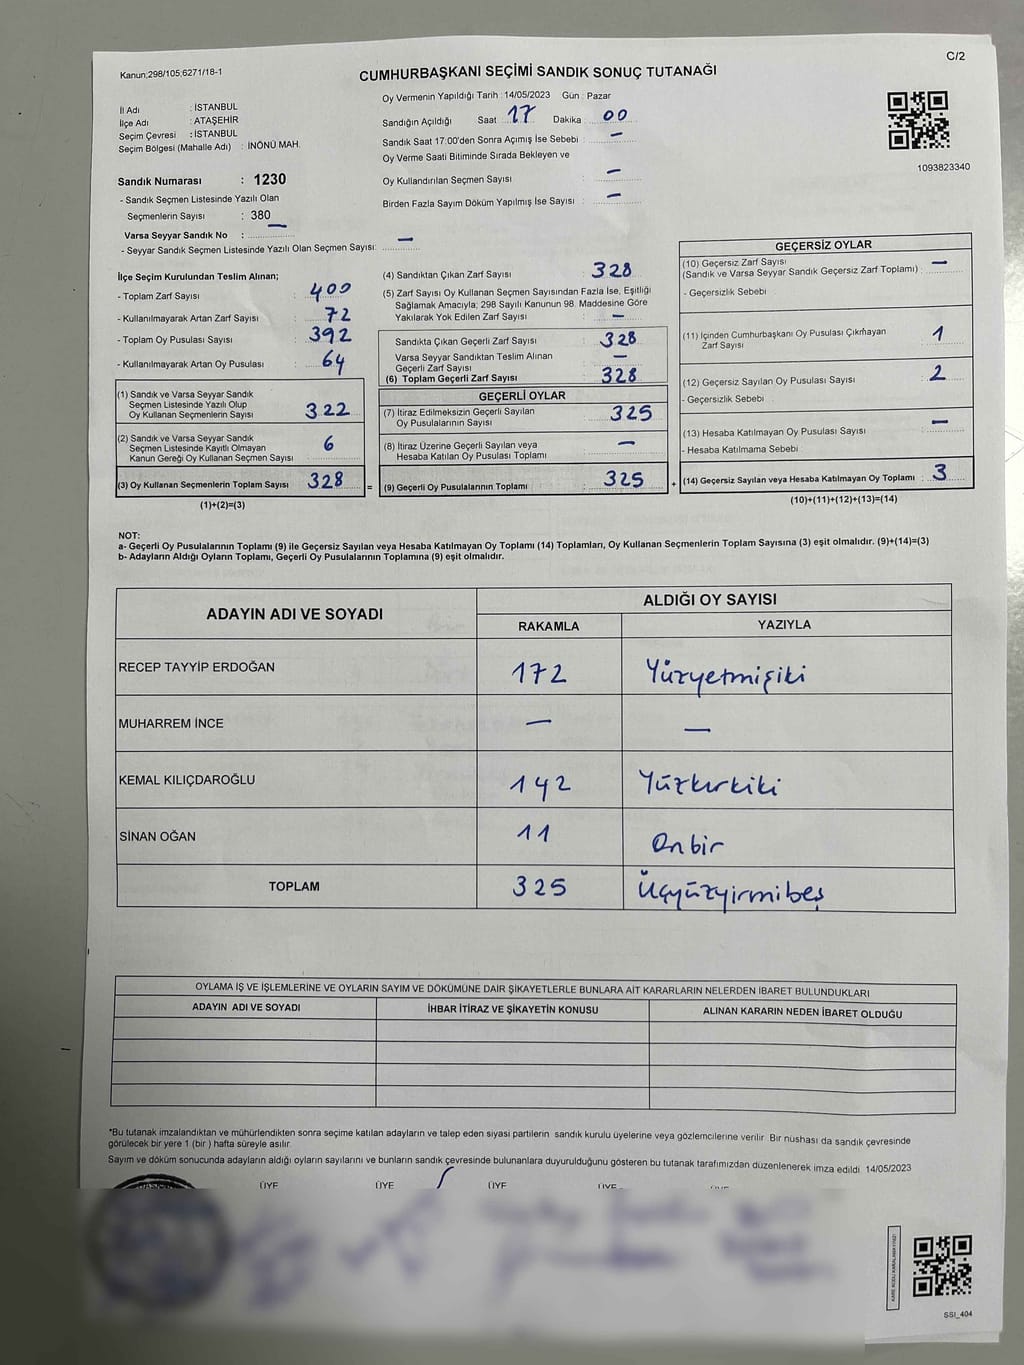 C/2
Kanun;298/105;6271/18-1
CUMHURBAŞKANI SEÇİMİ SANDIK SONUÇ TUTANAĞI
İl Adı : İSTANBUL
İlçe Adı : ATAŞEHİR
Seçim Çevresi : İSTANBUL
Seçim Bölgesi (Mahalle Adı) : İNÖNÜ MAH.
Oy Vermenin Yapıldığı Tarih : 14/05/2023 Gün : Pazar
Sandığın Açıldığı Saat 17 Dakika 00
Sandık Saat 17:00'den Sonra Açımış İse Sebebi : —
Oy Verme Saati Bitiminde Sırada Bekleyen ve
Oy Kullandırılan Seçmen Sayısı : —
Birden Fazla Sayım Döküm Yapılmış İse Sayısı : —
1093823340
Sandık Numarası : 1230
- Sandık Seçmen Listesinde Yazılı Olan
Seçmenlerin Sayısı : 380
Varsa Seyyar Sandık No : —
- Seyyar Sandık Seçmen Listesinde Yazılı Olan Seçmen Sayısı: —
İlçe Seçim Kurulundan Teslim Alınan;
- Toplam Zarf Sayısı : 400
- Kullanılmayarak Artan Zarf Sayısı : 72
- Toplam Oy Pusulası Sayısı : 392
- Kullanılmayarak Artan Oy Pusulası : 64
(1) Sandık ve Varsa Seyyar Sandık
Seçmen Listesinde Yazılı Olup
Oy Kullanan Seçmenlerin Sayısı : 322
(2) Sandık ve Varsa Seyyar Sandık
Seçmen Listesinde Kayıtlı Olmayan
Kanun Gereği Oy Kullanan Seçmen Sayısı : 6
(3) Oy Kullanan Seçmenlerin Toplam Sayısı : 328
(1)+(2)=(3)
(4) Sandıktan Çıkan Zarf Sayısı : 328
(5) Zarf Sayısı Oy Kullanan Seçmen Sayısından Fazla İse, Eşitliği
Sağlamak Amacıyla; 298 Sayılı Kanunun 98. Maddesine Göre
Yakılarak Yok Edilen Zarf Sayısı : —
Sandıkta Çıkan Geçerli Zarf Sayısı : 328
Varsa Seyyar Sandıktan Teslim Alınan
Geçerli Zarf Sayısı : —
(6) Toplam Geçerli Zarf Sayısı : 328
GEÇERLİ OYLAR
(7) İtiraz Edilmeksizin Geçerli Sayılan
Oy Pusulalarının Sayısı : 325
(8) İtiraz Üzerine Geçerli Sayılan veya
Hesaba Katılan Oy Pusulası Toplamı : —
= (9) Geçerli Oy Pusulalarının Toplamı : 325 +
GEÇERSİZ OYLAR
(10) Geçersiz Zarf Sayısı
(Sandık ve Varsa Seyyar Sandık Geçersiz Zarf Toplamı) : —
- Geçersizlik Sebebi :
(11) İçinden Cumhurbaşkanı Oy Pusulası Çıkmayan
Zarf Sayısı : 1
(12) Geçersiz Sayılan Oy Pusulası Sayısı : 2
- Geçersizlik Sebebi :
(13) Hesaba Katılmayan Oy Pusulası Sayısı : —
- Hesaba Katılmama Sebebi :
(14) Geçersiz Sayılan veya Hesaba Katılmayan Oy Toplamı : 3
(10)+(11)+(12)+(13)=(14)
NOT:
a- Geçerli Oy Pusulalarının Toplamı (9) ile Geçersiz Sayılan veya Hesaba Katılmayan Oy Toplamı (14) Toplamları, Oy Kullanan Seçmenlerin Toplam Sayısına (3) eşit olmalıdır. (9)+(14)=(3)
b- Adayların Aldığı Oyların Toplamı, Geçerli Oy Pusulalarının Toplamına (9) eşit olmalıdır.
ADAYIN ADI VE SOYADI
ALDIĞI OY SAYISI
RAKAMLA YAZIYLA
RECEP TAYYİP ERDOĞAN 172 Yüzyetmişiki
MUHARREM İNCE — —
KEMAL KILIÇDAROĞLU 142 Yüzkırkiki
SİNAN OĞAN 11 Onbir
TOPLAM 325 Üçyüzyirmibeş
OYLAMA İŞ VE İŞLEMLERİNE VE OYLARIN SAYIM VE DÖKÜMÜNE DAİR ŞİKAYETLERLE BUNLARA AİT KARARLARIN NELERDEN İBARET BULUNDUKLARI
ADAYIN ADI VE SOYADI İHBAR İTİRAZ VE ŞİKAYETİN KONUSU ALINAN KARARIN NEDEN İBARET OLDUĞU
*Bu tutanak imzalandıktan ve mühürlendikten sonra seçime katılan adayların ve talep eden siyasi partilerin sandık kurulu üyelerine veya gözlemcilerine verilir. Bir nüshası da sandık çevresinde
görülecek bir yere 1 (bir) hafta süreyle asılır.
Sayım ve döküm sonucunda adayların aldığı oyların sayılarını ve bunların sandık çevresinde bulunanlara duyurulduğunu gösteren bu tutanak tarafımızdan düzenlenerek imza edildi. 14/05/2023
ÜYE ÜYE ÜYE ÜYE
SSI_404